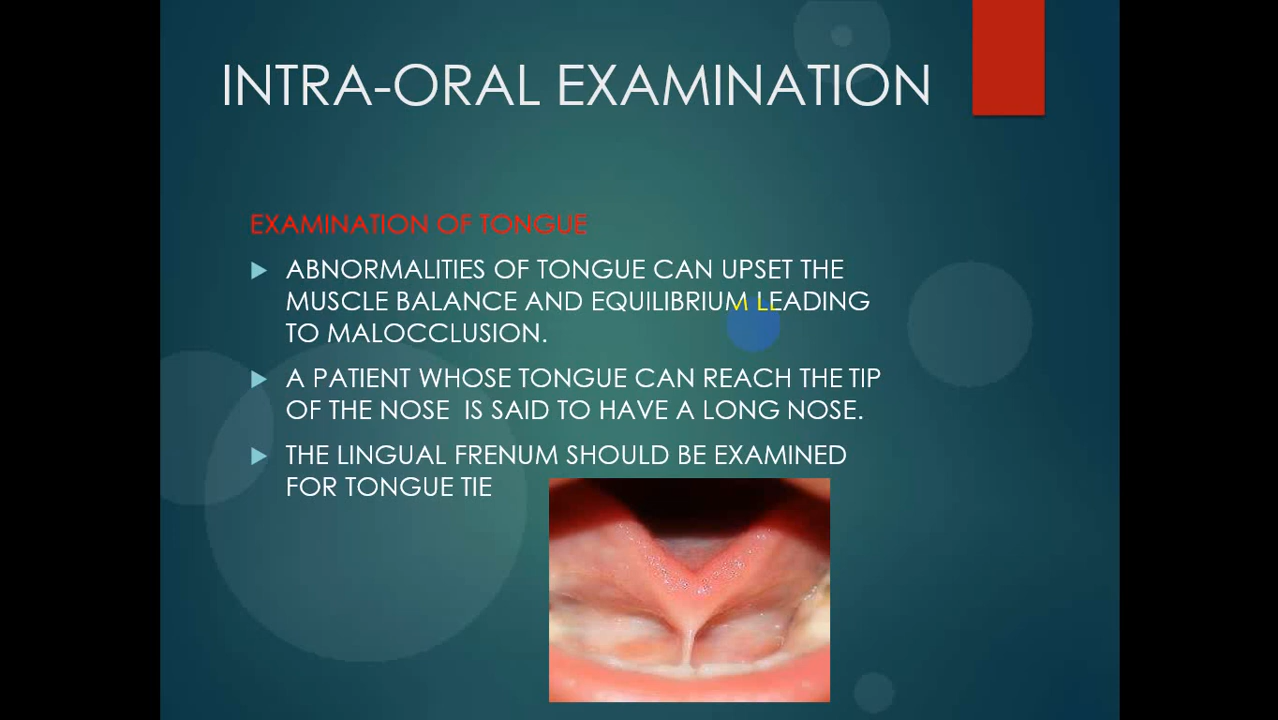 INTRA-ORAL EXAMINATION
EXAMINATION OF TONGUE
ABNORMALITIES OF TONGUE CAN UPSET THE
MUSCLE BALANCE AND EQUILIBRIUM LEADING
TO MALOCCLUSION.
A PATIENT WHOSE TONGUE CAN REACH THE TIP
OF THE NOSE IS SAID TO HAVE A LONG NOSE.
THE LINGUAL FRENUM SHOULD BE EXAMINED
FOR TONGUE TIE